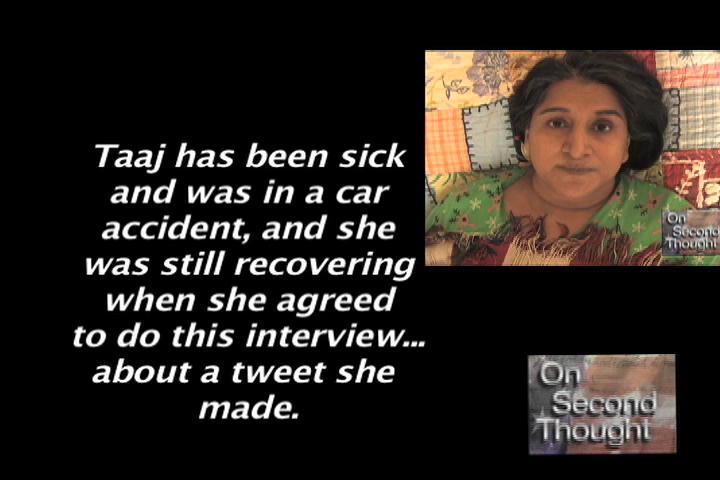 Taaj has been sick
and was in a car
accident, and she
was still recovering
when she agreed
to do this interview...
about a tweet she
made.
On
Second
Thought
On
Second
Thought